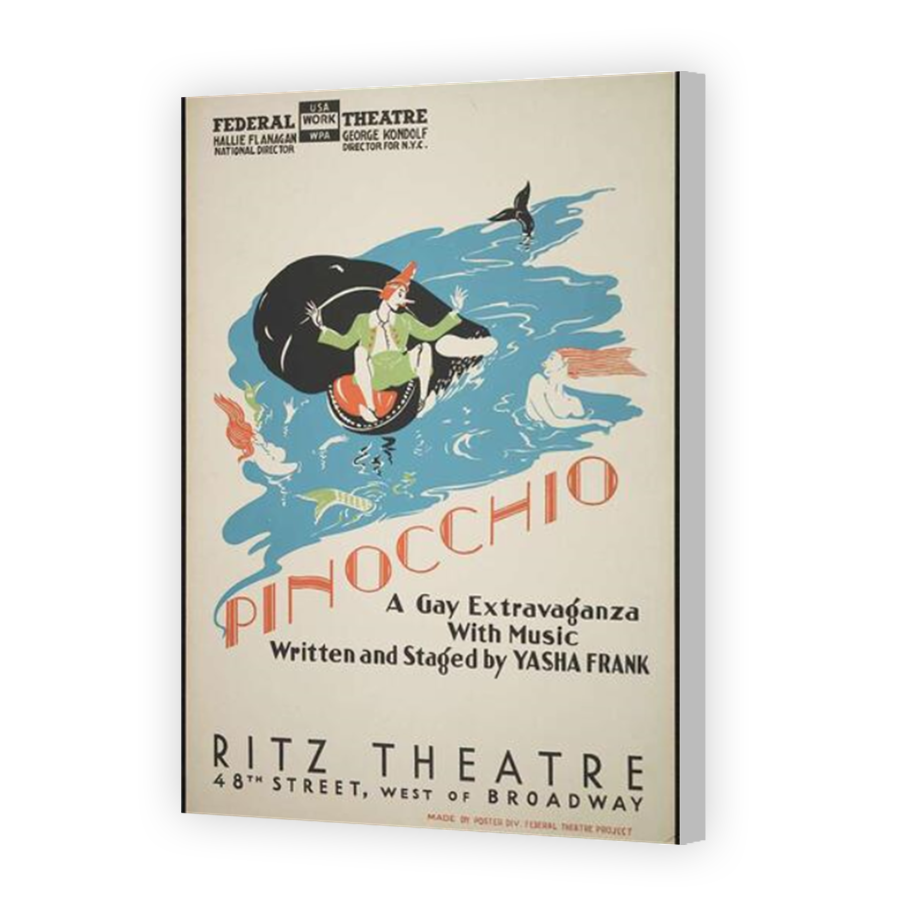 FEDERAL USA WORK WPA THEATRE
HALLIE FLANAGAN
NATIONAL DIRECTOR
GEORGE KONDOLF
DIRECTOR FOR N.Y.C.
PINOCCHIO
A Gay Extravaganza
With Music
Written and Staged by YASHA FRANK
RITZ THEATRE
48TH STREET, WEST OF BROADWAY
MADE BY POSTER DIV. FEDERAL THEATRE PROJECT